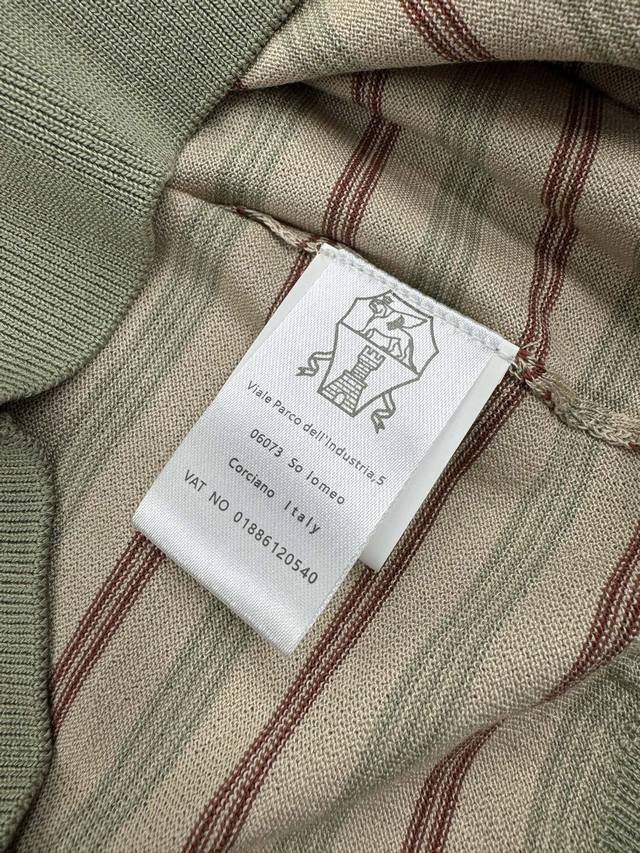 Viale Parco dell'Industria,5
06073 So lomeo
Corciano Italy
VAT NO 01886120540